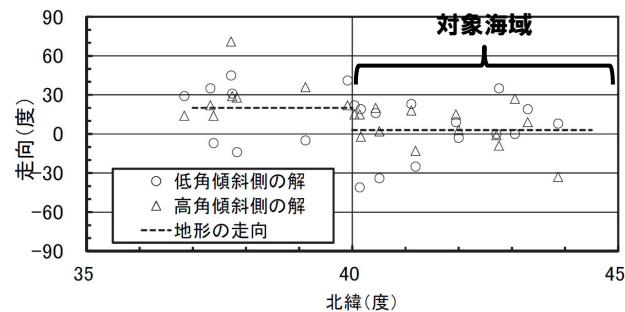 対象海域
90
60
30
0
−30
−60
−90
走向(度)
○ 低角傾斜側の解
△ 高角傾斜側の解
-----地形の走向
35 40 45
北緯(度)